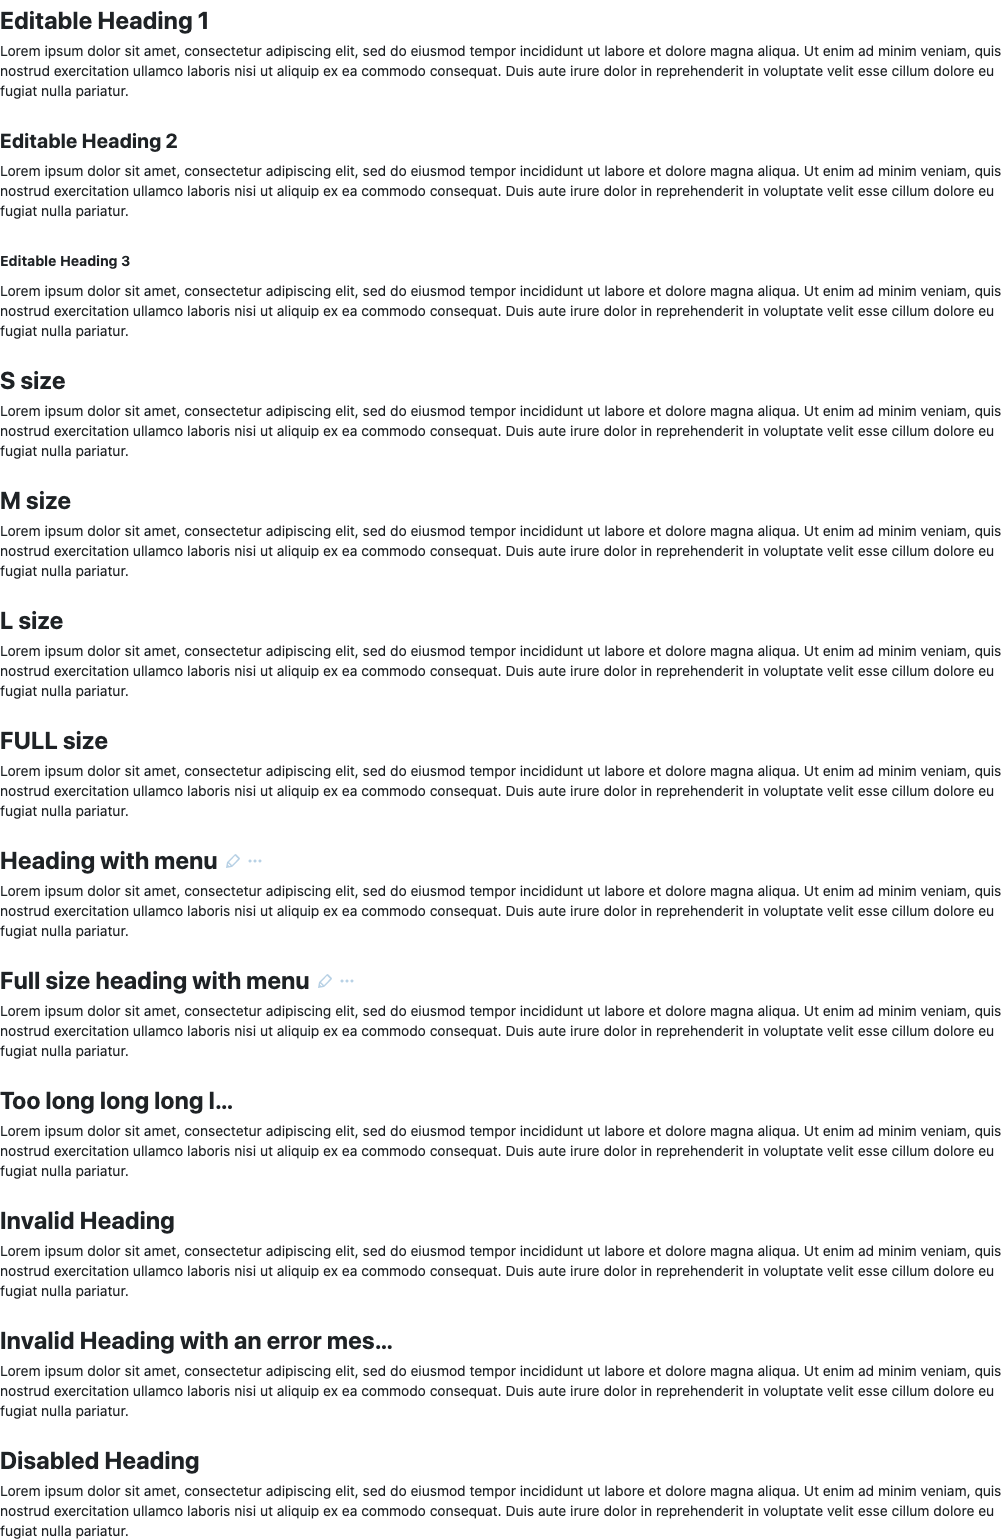 Editable Heading 1
Lorem ipsum dolor sit amet, consectetur adipiscing elit, sed do eiusmod tempor incididunt ut labore et dolore magna aliqua. Ut enim ad minim veniam, quis
nostrud exercitation ullamco laboris nisi ut aliquip ex ea commodo consequat. Duis aute irure dolor in reprehenderit in voluptate velit esse cillum dolore eu
fugiat nulla pariatur.
Editable Heading 2
Lorem ipsum dolor sit amet, consectetur adipiscing elit, sed do eiusmod tempor incididunt ut labore et dolore magna aliqua. Ut enim ad minim veniam, quis
nostrud exercitation ullamco laboris nisi ut aliquip ex ea commodo consequat. Duis aute irure dolor in reprehenderit in voluptate velit esse cillum dolore eu
fugiat nulla pariatur.
Editable Heading 3
Lorem ipsum dolor sit amet, consectetur adipiscing elit, sed do eiusmod tempor incididunt ut labore et dolore magna aliqua. Ut enim ad minim veniam, quis
nostrud exercitation ullamco laboris nisi ut aliquip ex ea commodo consequat. Duis aute irure dolor in reprehenderit in voluptate velit esse cillum dolore eu
fugiat nulla pariatur.
S size
Lorem ipsum dolor sit amet, consectetur adipiscing elit, sed do eiusmod tempor incididunt ut labore et dolore magna aliqua. Ut enim ad minim veniam, quis
nostrud exercitation ullamco laboris nisi ut aliquip ex ea commodo consequat. Duis aute irure dolor in reprehenderit in voluptate velit esse cillum dolore eu
fugiat nulla pariatur.
M size
Lorem ipsum dolor sit amet, consectetur adipiscing elit, sed do eiusmod tempor incididunt ut labore et dolore magna aliqua. Ut enim ad minim veniam, quis
nostrud exercitation ullamco laboris nisi ut aliquip ex ea commodo consequat. Duis aute irure dolor in reprehenderit in voluptate velit esse cillum dolore eu
fugiat nulla pariatur.
L size
Lorem ipsum dolor sit amet, consectetur adipiscing elit, sed do eiusmod tempor incididunt ut labore et dolore magna aliqua. Ut enim ad minim veniam, quis
nostrud exercitation ullamco laboris nisi ut aliquip ex ea commodo consequat. Duis aute irure dolor in reprehenderit in voluptate velit esse cillum dolore eu
fugiat nulla pariatur.
FULL size
Lorem ipsum dolor sit amet, consectetur adipiscing elit, sed do eiusmod tempor incididunt ut labore et dolore magna aliqua. Ut enim ad minim veniam, quis
nostrud exercitation ullamco laboris nisi ut aliquip ex ea commodo consequat. Duis aute irure dolor in reprehenderit in voluptate velit esse cillum dolore eu
fugiat nulla pariatur.
Heading with menu
Lorem ipsum dolor sit amet, consectetur adipiscing elit, sed do eiusmod tempor incididunt ut labore et dolore magna aliqua. Ut enim ad minim veniam, quis
nostrud exercitation ullamco laboris nisi ut aliquip ex ea commodo consequat. Duis aute irure dolor in reprehenderit in voluptate velit esse cillum dolore eu
fugiat nulla pariatur.
Full size heading with menu
Lorem ipsum dolor sit amet, consectetur adipiscing elit, sed do eiusmod tempor incididunt ut labore et dolore magna aliqua. Ut enim ad minim veniam, quis
nostrud exercitation ullamco laboris nisi ut aliquip ex ea commodo consequat. Duis aute irure dolor in reprehenderit in voluptate velit esse cillum dolore eu
fugiat nulla pariatur.
Too long long long l…
Lorem ipsum dolor sit amet, consectetur adipiscing elit, sed do eiusmod tempor incididunt ut labore et dolore magna aliqua. Ut enim ad minim veniam, quis
nostrud exercitation ullamco laboris nisi ut aliquip ex ea commodo consequat. Duis aute irure dolor in reprehenderit in voluptate velit esse cillum dolore eu
fugiat nulla pariatur.
Invalid Heading
Lorem ipsum dolor sit amet, consectetur adipiscing elit, sed do eiusmod tempor incididunt ut labore et dolore magna aliqua. Ut enim ad minim veniam, quis
nostrud exercitation ullamco laboris nisi ut aliquip ex ea commodo consequat. Duis aute irure dolor in reprehenderit in voluptate velit esse cillum dolore eu
fugiat nulla pariatur.
Invalid Heading with an error mes…
Lorem ipsum dolor sit amet, consectetur adipiscing elit, sed do eiusmod tempor incididunt ut labore et dolore magna aliqua. Ut enim ad minim veniam, quis
nostrud exercitation ullamco laboris nisi ut aliquip ex ea commodo consequat. Duis aute irure dolor in reprehenderit in voluptate velit esse cillum dolore eu
fugiat nulla pariatur.
Disabled Heading
Lorem ipsum dolor sit amet, consectetur adipiscing elit, sed do eiusmod tempor incididunt ut labore et dolore magna aliqua. Ut enim ad minim veniam, quis
nostrud exercitation ullamco laboris nisi ut aliquip ex ea commodo consequat. Duis aute irure dolor in reprehenderit in voluptate velit esse cillum dolore eu
fugiat nulla pariatur.